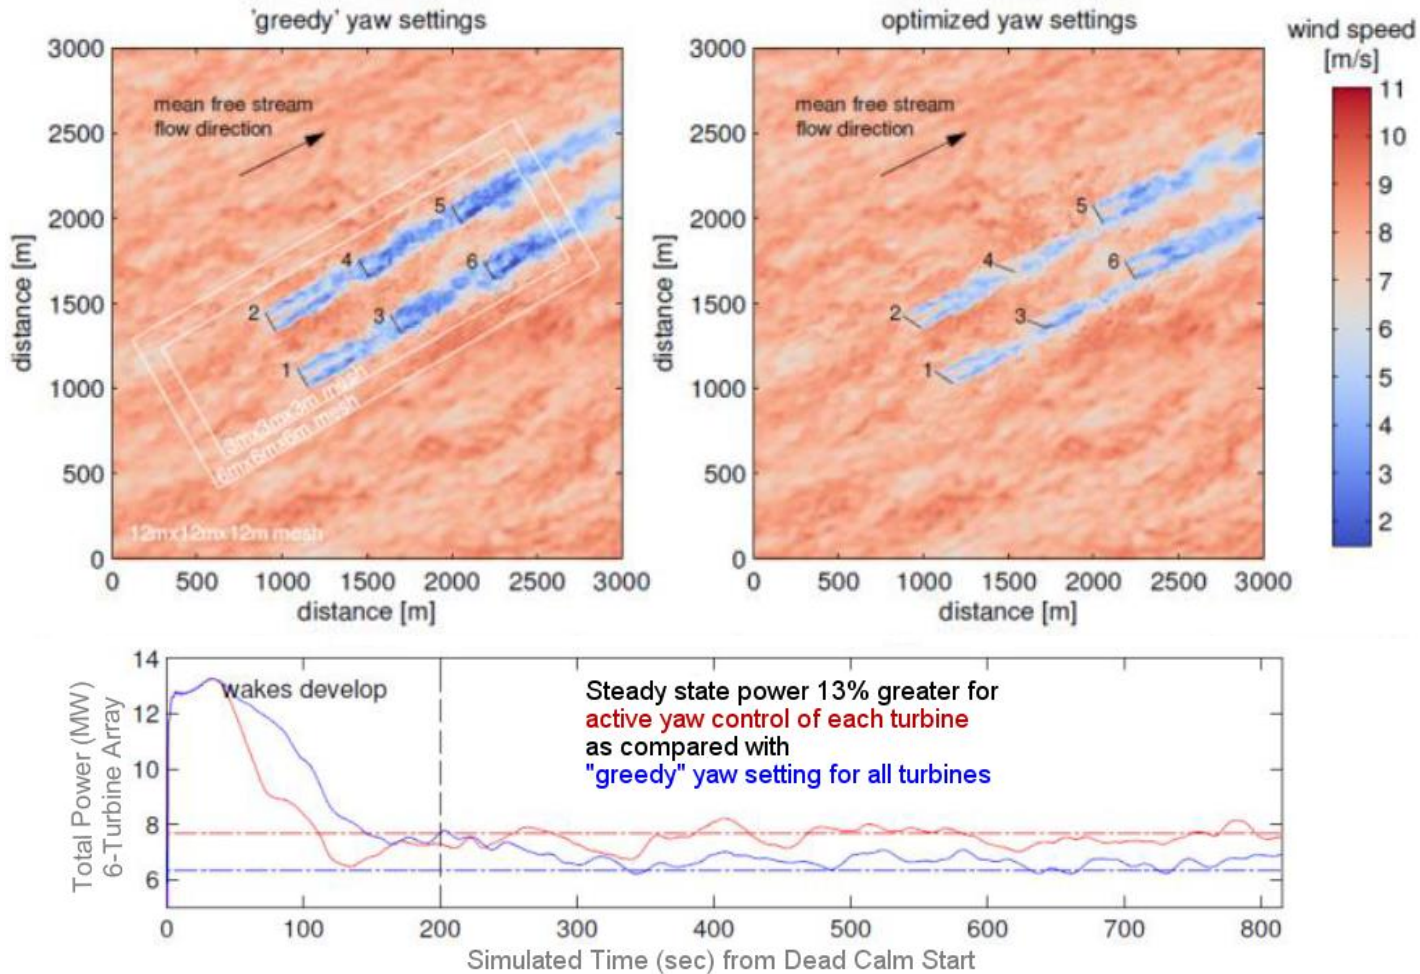 'greedy' yaw settings
optimized yaw settings
wind speed
[m/s]
3000
2500
2000
1500
1000
500
0
distance [m]
mean free stream
flow direction
5
4
6
2
3
1
3mx3mx3m mesh
6mx6mx6m mesh
12mx12mx12m mesh
0
500
1000
1500
2000
2500
3000
distance [m]
3000
2500
2000
1500
1000
500
0
distance [m]
mean free stream
flow direction
5
4
6
2
3
1
0
500
1000
1500
2000
2500
3000
distance [m]
11
10
9
8
7
6
5
4
3
2
14
12
10
8
6
Total Power (MW)
6-Turbine Array
wakes develop
Steady state power 13% greater for
active yaw control of each turbine
as compared with
"greedy" yaw setting for all turbines
0
100
200
300
400
500
600
700
800
Simulated Time (sec) from Dead Calm Start